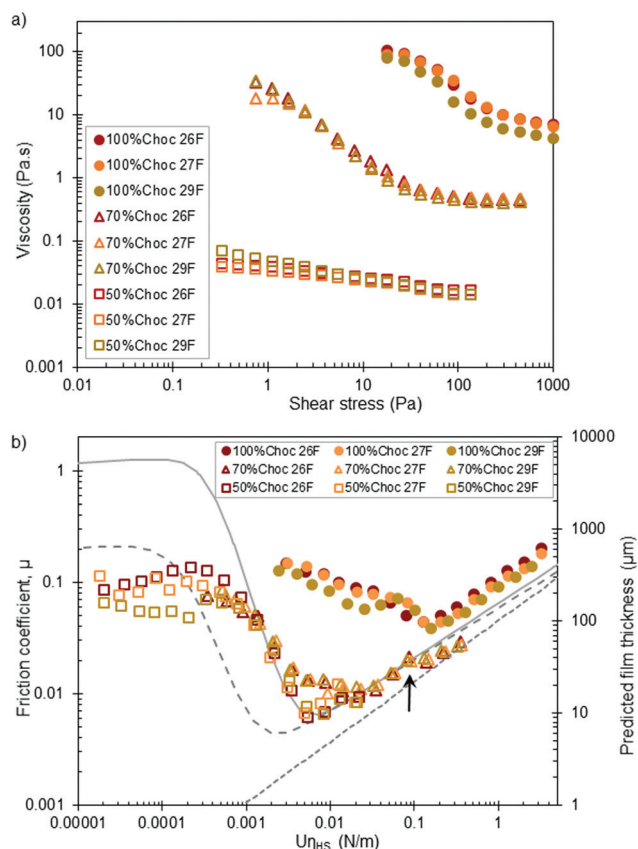 a)
100
10
1
0.1
0.01
0.001
Viscosity (Pa.s)
100%Choc 26F
100%Choc 27F
100%Choc 29F
70%Choc 26F
70%Choc 27F
70%Choc 29F
50%Choc 26F
50%Choc 27F
50%Choc 29F
0.01 0.1 1 10 100 1000
Shear stress (Pa)
b)
1
0.1
0.01
0.001
Friction coefficient, μ
100%Choc 26F 100%Choc 27F 100%Choc 29F
70%Choc 26F 70%Choc 27F 70%Choc 29F
50%Choc 26F 50%Choc 27F 50%Choc 29F
10000
1000
100
10
1
Predicted film thickness (μm)
0.00001 0.0001 0.001 0.01 0.1 1
UηHS (N/m)